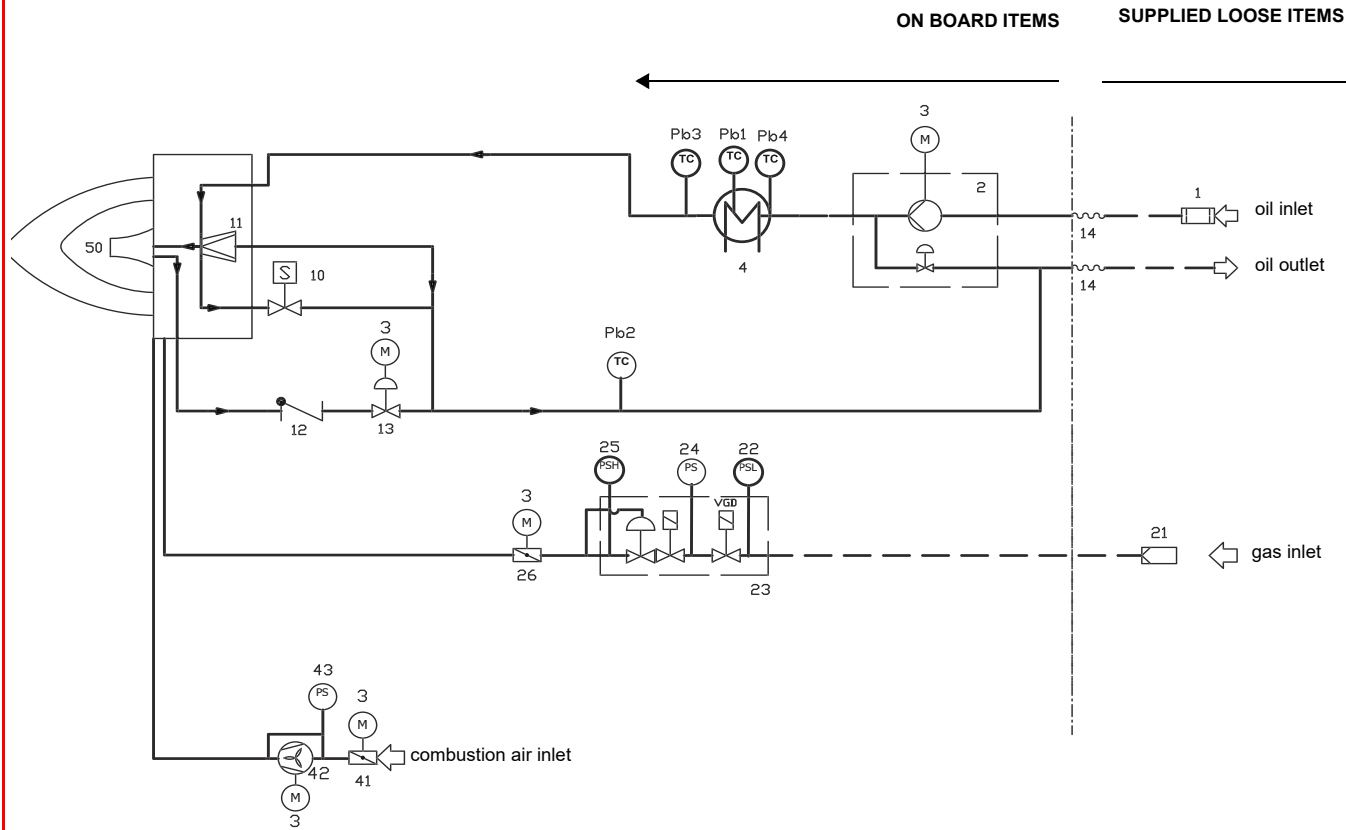 ON BOARD ITEMS
SUPPLIED LOOSE ITEMS
3
Pb3
Pb1
Pb4
M
TC
TC
TC
2
1
oil inlet
11
14
50
4
oil outlet
S
10
14
3
M
Pb2
TC
12
13
25
24
22
PSH
PS
PSL
3
VGD
M
21
gas inlet
26
23
43
PS
3
M
combustion air inlet
42
41
M
3